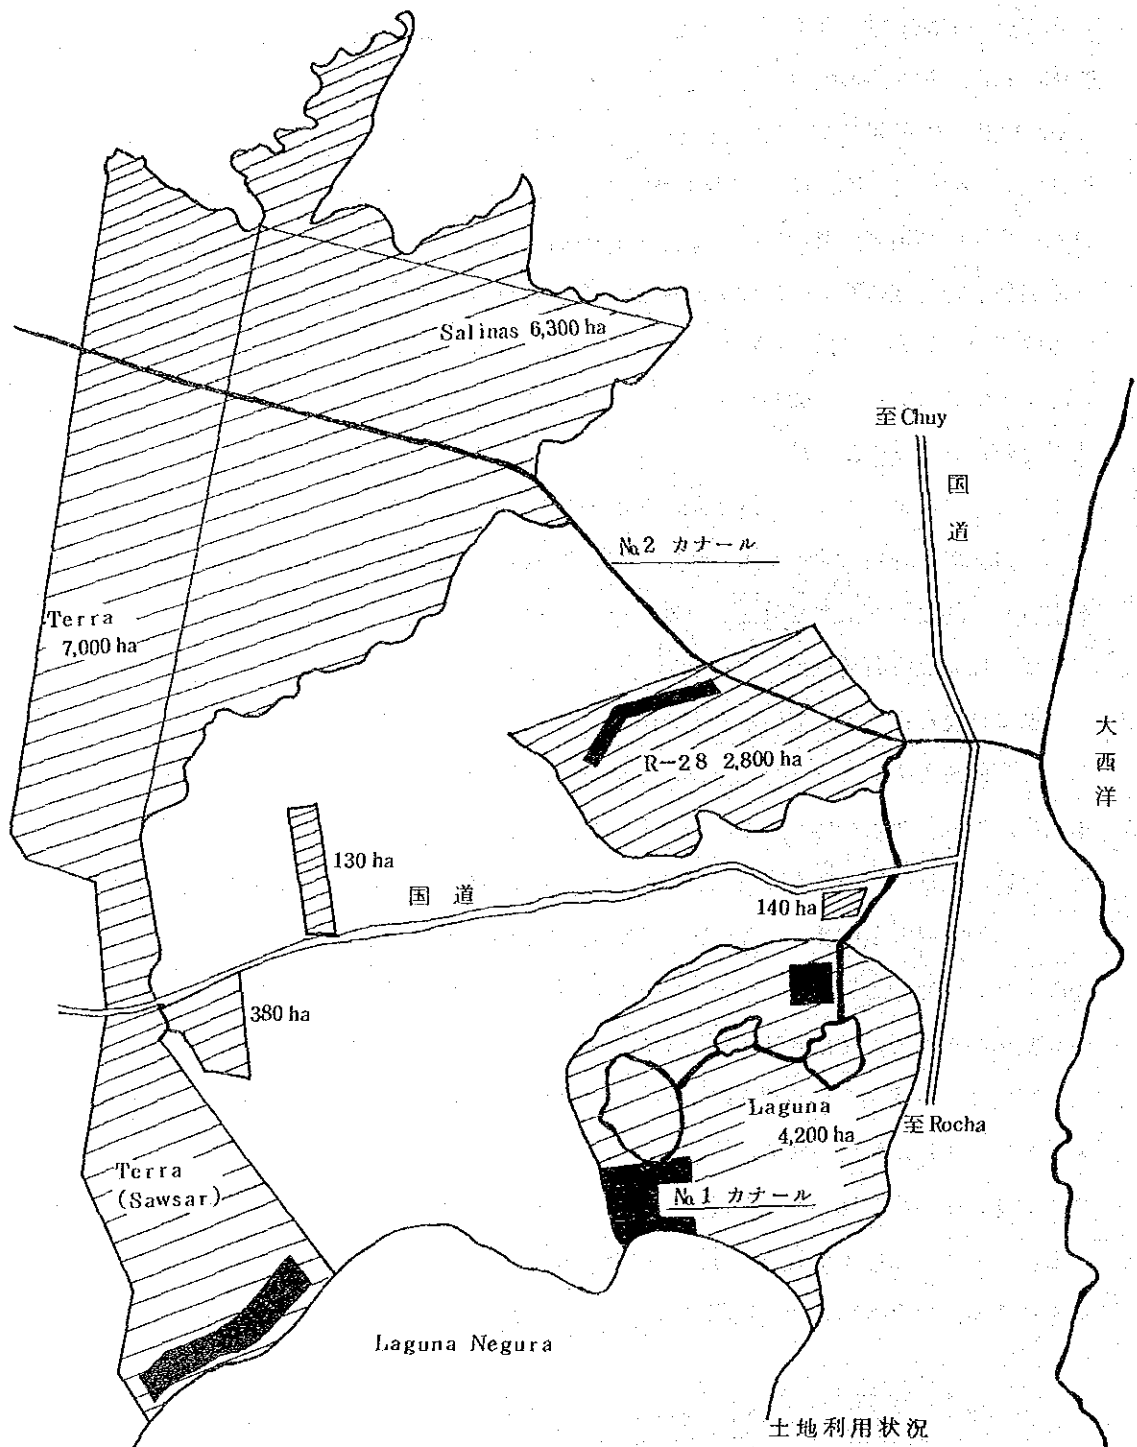 Salinas 6,300 ha
至 Chuy
国道
№2 カナール
Terra
7,000 ha
大西洋
R-28 2,800 ha
130 ha
国道
140 ha
380 ha
Laguna
4,200 ha
至 Rocha
Terra
(Sawsar)
№1 カナール
Laguna Negura
土地利用状況